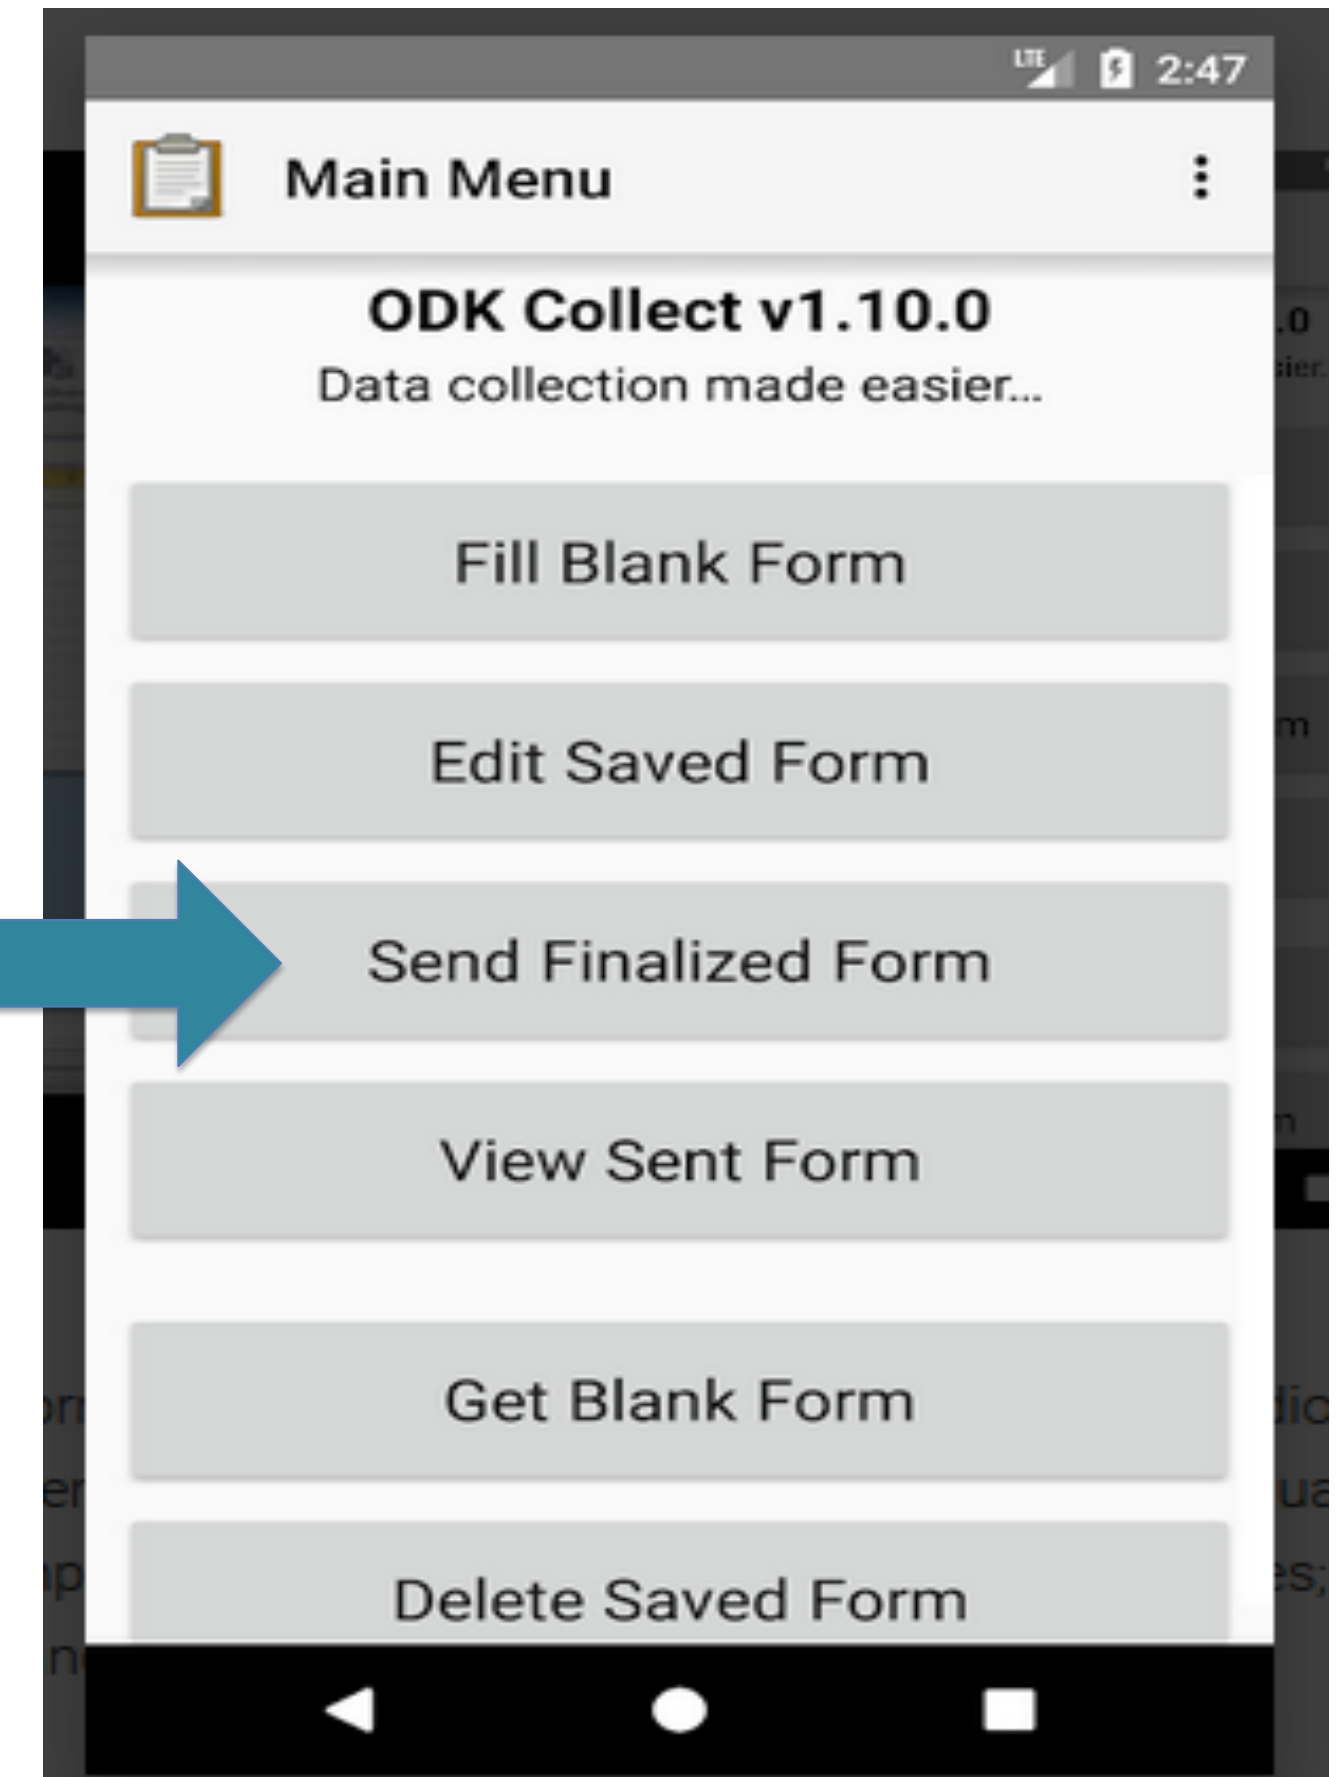 LTE 2:47
Main Menu
ODK Collect v1.10.0
Data collection made easier...
Fill Blank Form
Edit Saved Form
Send Finalized Form
View Sent Form
Get Blank Form
Delete Saved Form